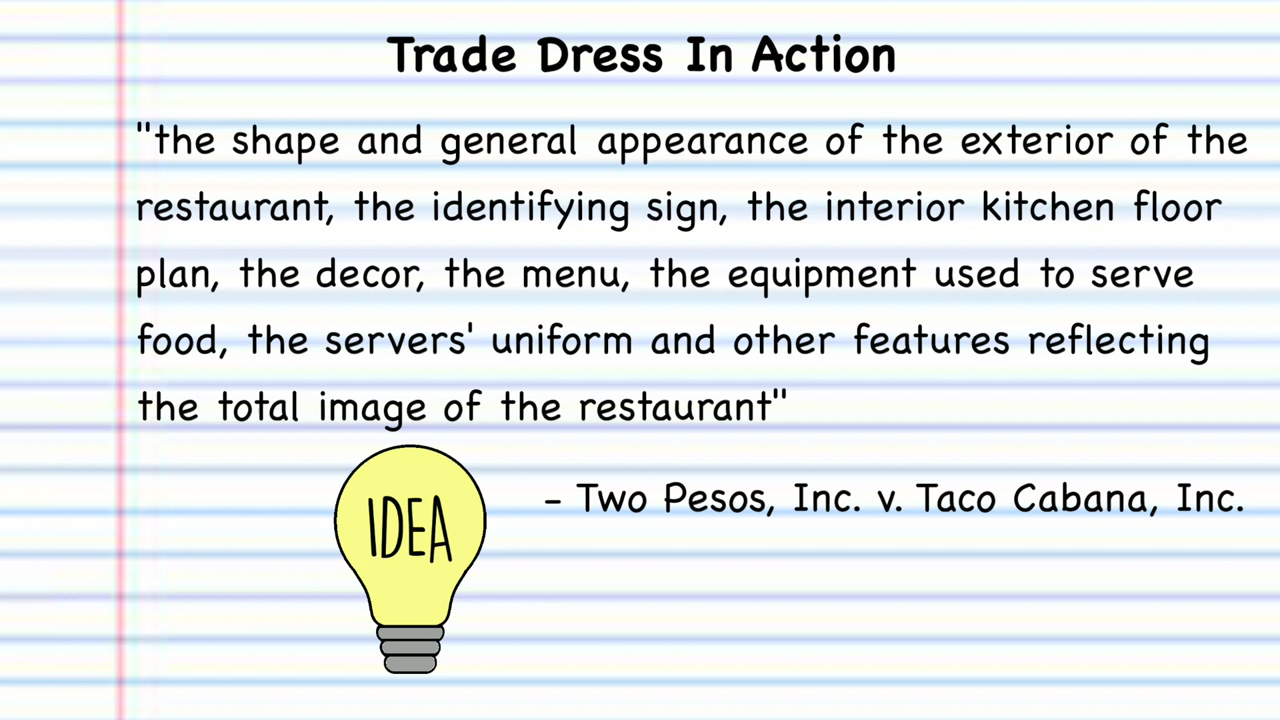 Trade Dress In Action
"the shape and general appearance of the exterior of the
restaurant, the identifying sign, the interior kitchen floor
plan, the decor, the menu, the equipment used to serve
food, the servers' uniform and other features reflecting
the total image of the restaurant"
- Two Pesos, Inc. v. Taco Cabana, Inc.
IDEA